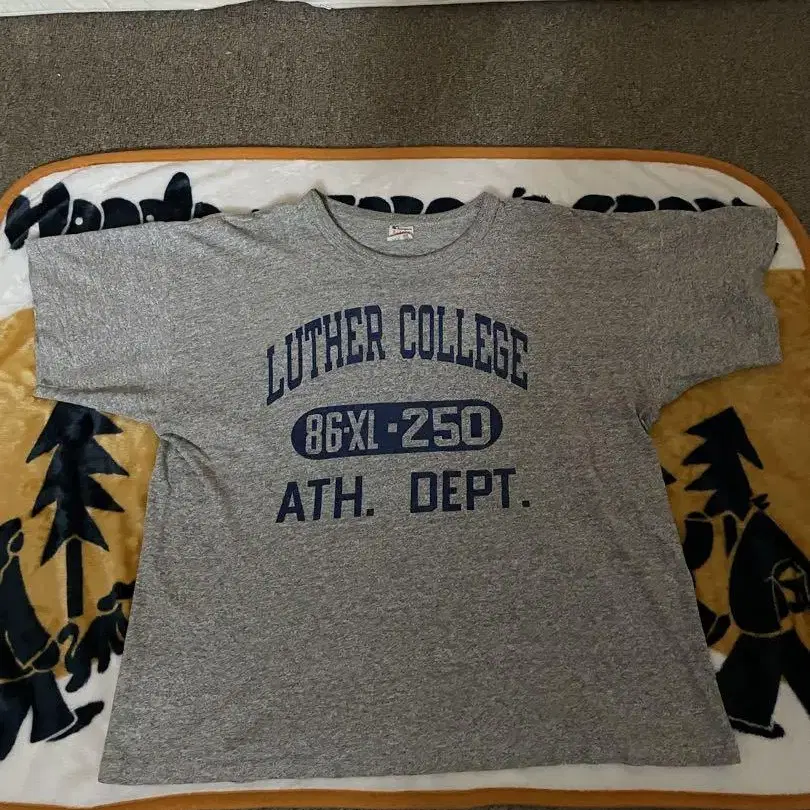 LUTHER COLLEGE
86-XL-250
ATH. DEPT.